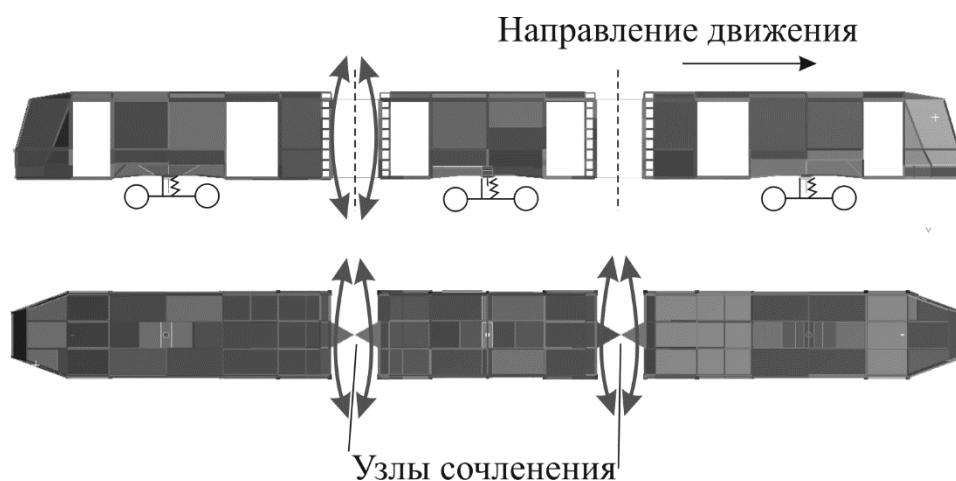 Направление движения
Узлы сочленения